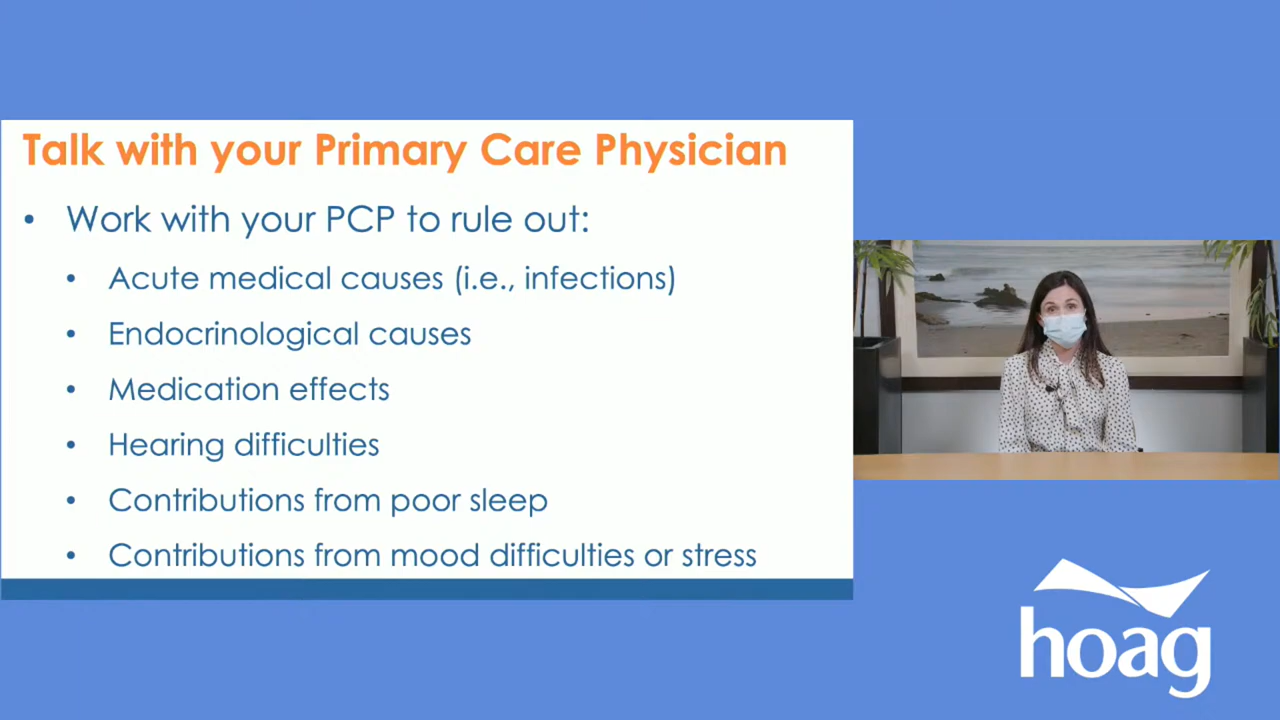 Talk with your Primary Care Physician
• Work with your PCP to rule out:
• Acute medical causes (i.e., infections)
• Endocrinological causes
• Medication effects
• Hearing difficulties
• Contributions from poor sleep
• Contributions from mood difficulties or stress
hoag